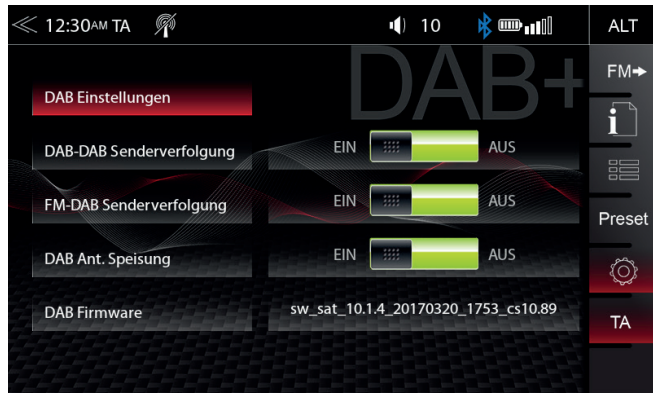 12:30AM TA 10 ALT
DAB+
FM
DAB Einstellungen
i
DAB-DAB Senderverfolgung EIN AUS
FM-DAB Senderverfolgung EIN AUS
Preset
DAB Ant. Speisung EIN AUS
DAB Firmware sw_sat_10.1.4_20170320_1753_cs10.89
TA